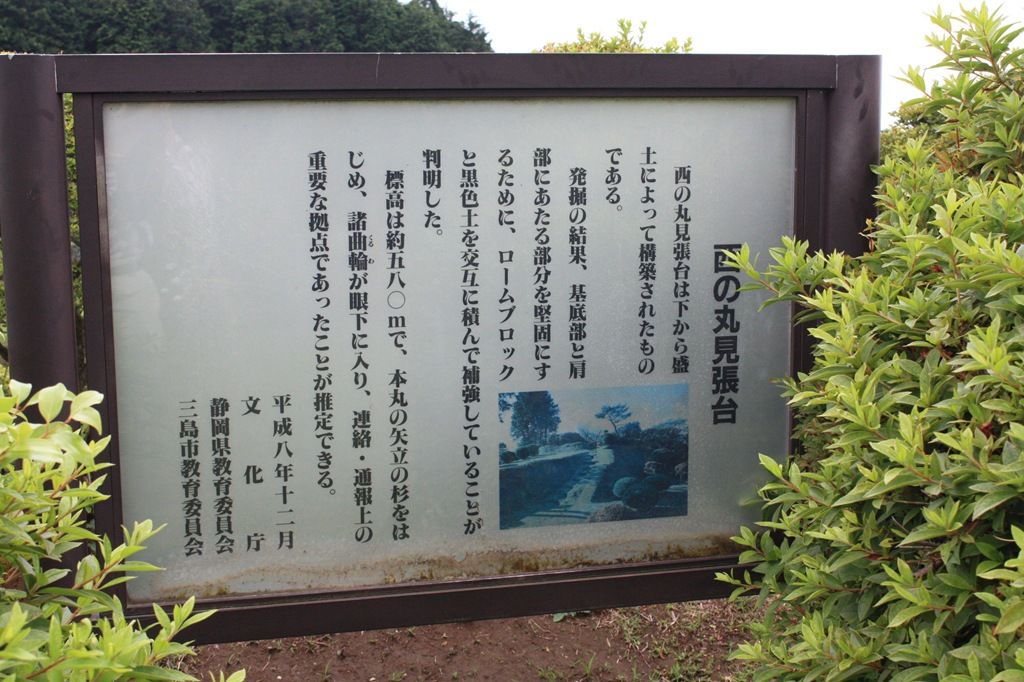 西の丸見張台
西の丸見張台は下から盛
土によって構築されたもの
である。
発掘の結果、基底部と肩
部にあたる部分を堅固にす
るために、ロームブロック
と黒色土を交互に積んで補強していることが
判明した。
標高は約五八〇mで、本丸の矢立の杉をは
じめ、諸曲輪が眼下に入り、連絡・通報上の
くるわ
重要な拠点であったことが推定できる。
平成八年十二月
文化庁
静岡県教育委員会
三島市教育委員会